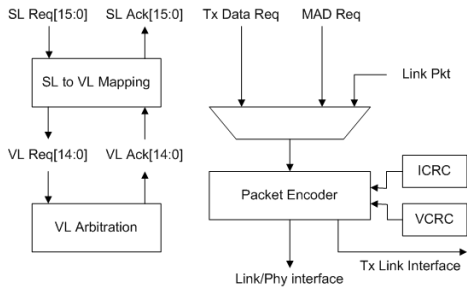 SL Req[15:0] SL Ack[15:0] Tx Data Req MAD Req
Link Pkt
SL to VL Mapping
VL Req[14:0] VL Ack[14:0]
ICRC
Packet Encoder
VCRC
VL Arbitration
Tx Link Interface
Link/Phy interface